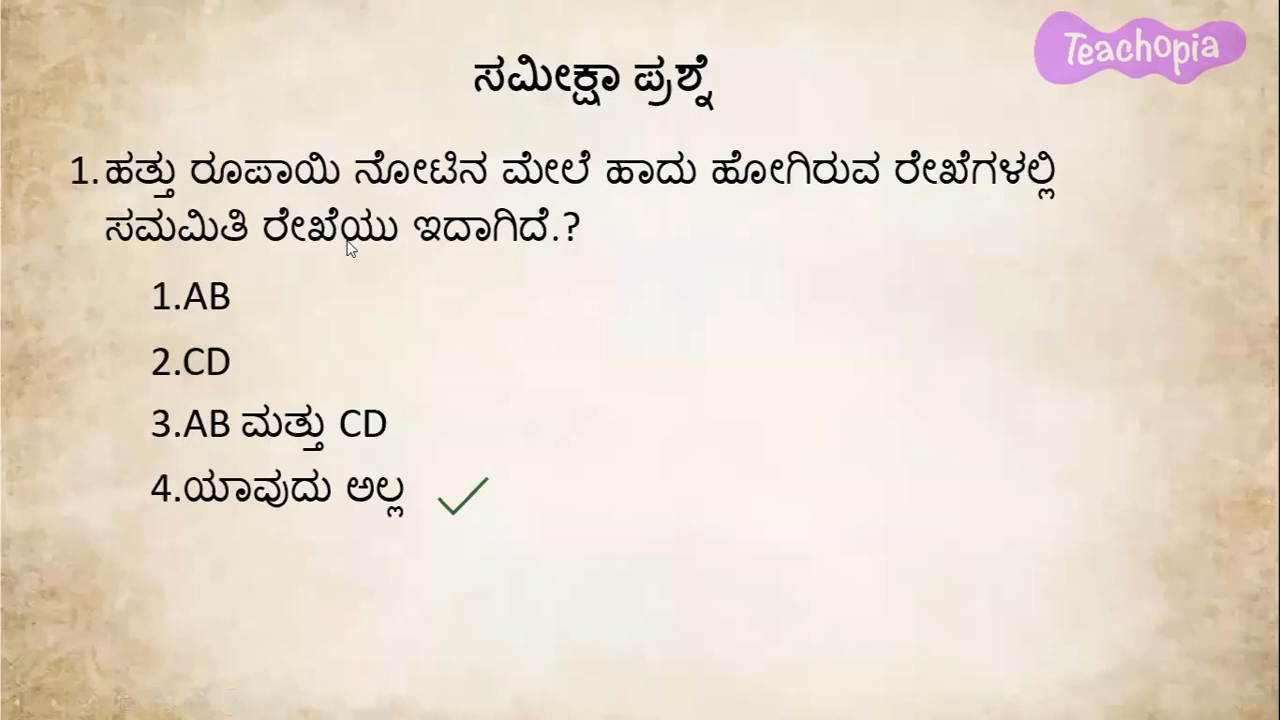 Teachopia
ಸಮೀಕ್ಷಾ ಪ್ರಶ್ನೆ
1.ಹತ್ತು ರೂಪಾಯಿ ನೋಟಿನ ಮೇಲೆ ಹಾದು ಹೋಗಿರುವ ರೇಖೆಗಳಲ್ಲಿ
ಸಮಮಿತಿ ರೇಖೆಯು ಇದಾಗಿದೆ.?
1.AB
2.CD
3.AB ಮತ್ತು CD
4.ಯಾವುದು ಅಲ್ಲ